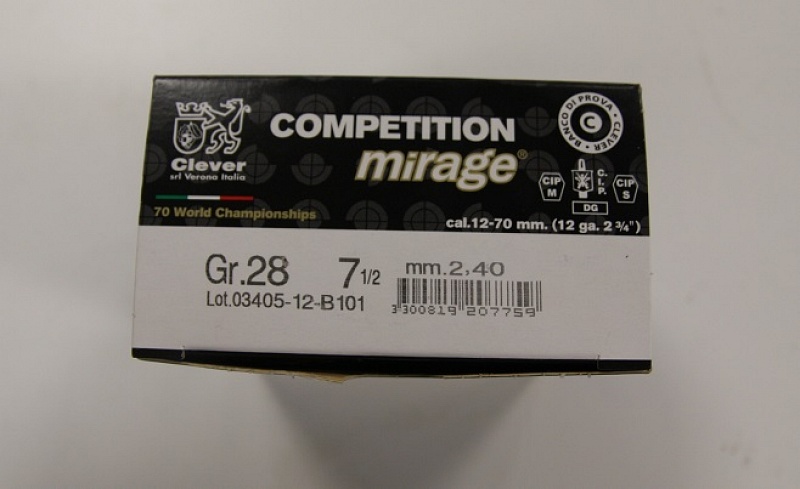 Clever
srl Verona Italia
COMPETITION
mirage®
BANCO DI PROVA • CLEVER •
C
CIP
M
C.
I.
P.
CIP
S
DG
70 World Championships
cal.12-70 mm. (12 ga. 2 3/4")
Gr.28 7 1/2 mm.2,40
Lot.03405-12-B101
3 300819 207759